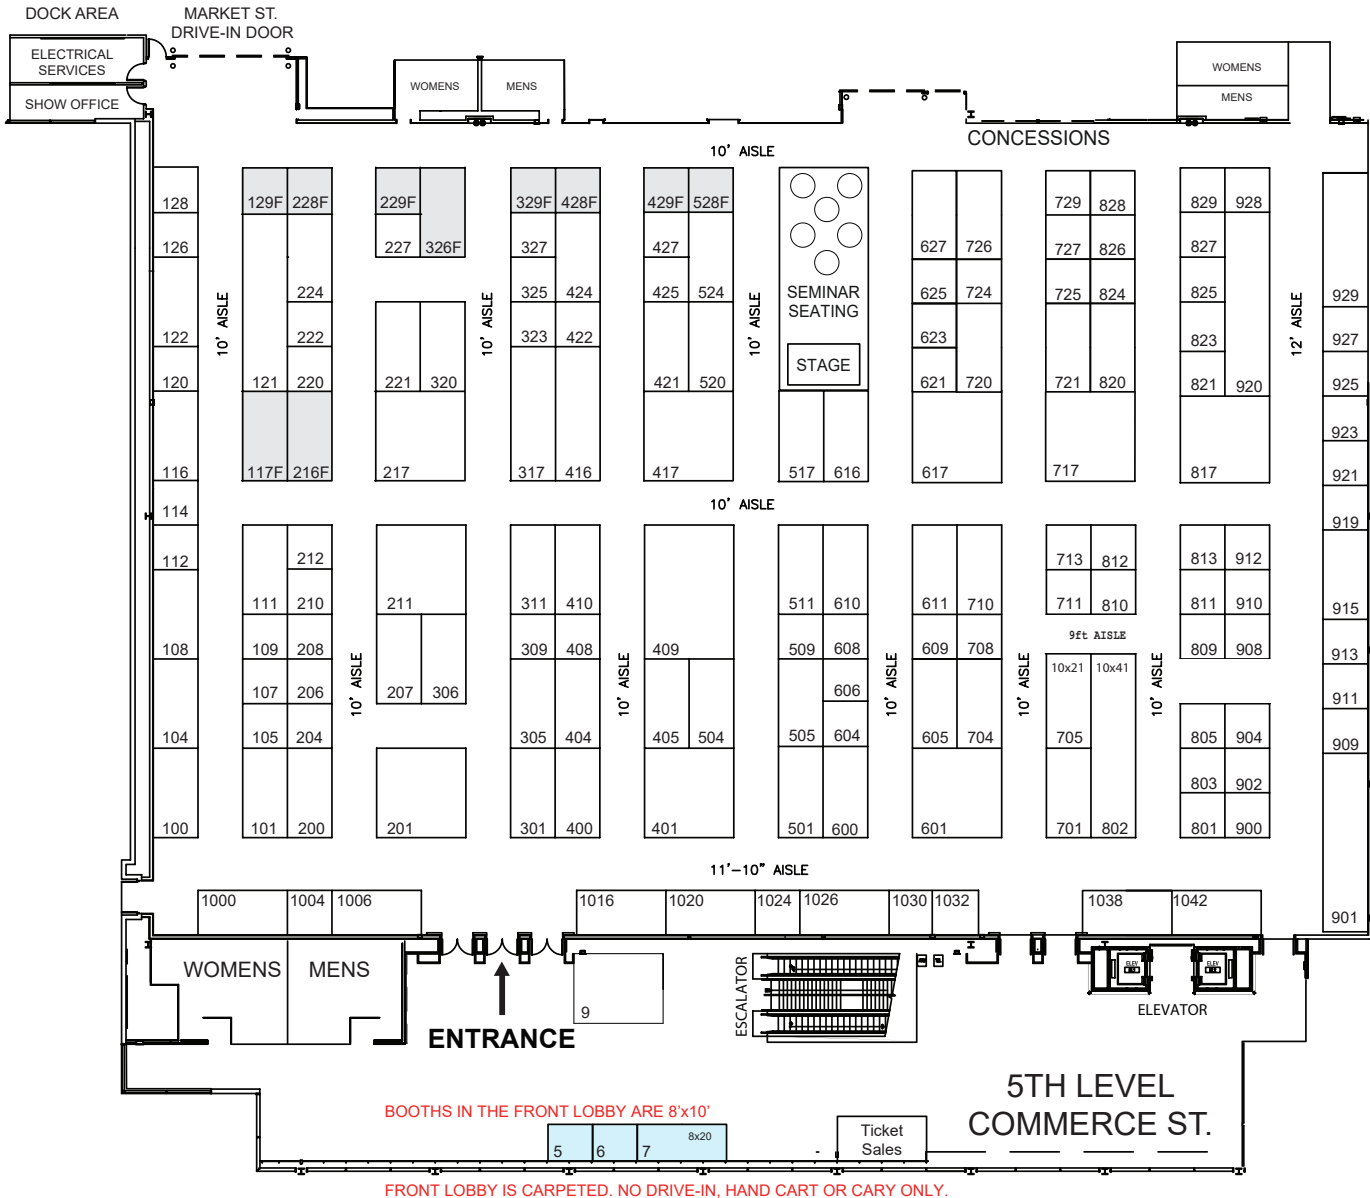 DOCK AREA
MARKET ST.
DRIVE-IN DOOR
ELECTRICAL
SERVICES
SHOW OFFICE
WOMENS
MENS
WOMENS
MENS
CONCESSIONS
10' AISLE
128
129F
228F
229F
326F
329F
428F
429F
528F
729
828
829
928
126
227
327
427
627
726
727
826
827
224
325
424
425
524
SEMINAR
SEATING
625
724
725
824
825
929
10' AISLE
10' AISLE
10' AISLE
12' AISLE
122
222
323
422
623
823
927
STAGE
120
121
220
221
320
421
520
621
720
721
820
821
920
925
923
116
117F
216F
217
317
416
417
517
616
617
717
817
921
114
10' AISLE
919
112
212
713
812
813
912
111
210
211
311
410
511
610
611
710
711
810
811
910
915
9ft AISLE
108
109
208
309
408
409
509
608
609
708
809
908
913
10x21
10x41
107
206
207
306
606
911
10' AISLE
10' AISLE
10' AISLE
10' AISLE
10' AISLE
104
105
204
305
404
405
504
505
604
605
704
705
805
904
909
803
902
100
101
200
201
301
400
401
501
600
601
701
802
801
900
11'-10" AISLE
1000
1004
1006
1016
1020
1024
1026
1030
1032
1038
1042
901
WOMENS
MENS
ESCALATOR
ELEV
ELEV
ELEVATOR
9
ENTRANCE
5TH LEVEL
COMMERCE ST.
BOOTHS IN THE FRONT LOBBY ARE 8'x10'
5
6
7
8x20
Ticket
Sales
FRONT LOBBY IS CARPETED. NO DRIVE-IN, HAND CART OR CARY ONLY.